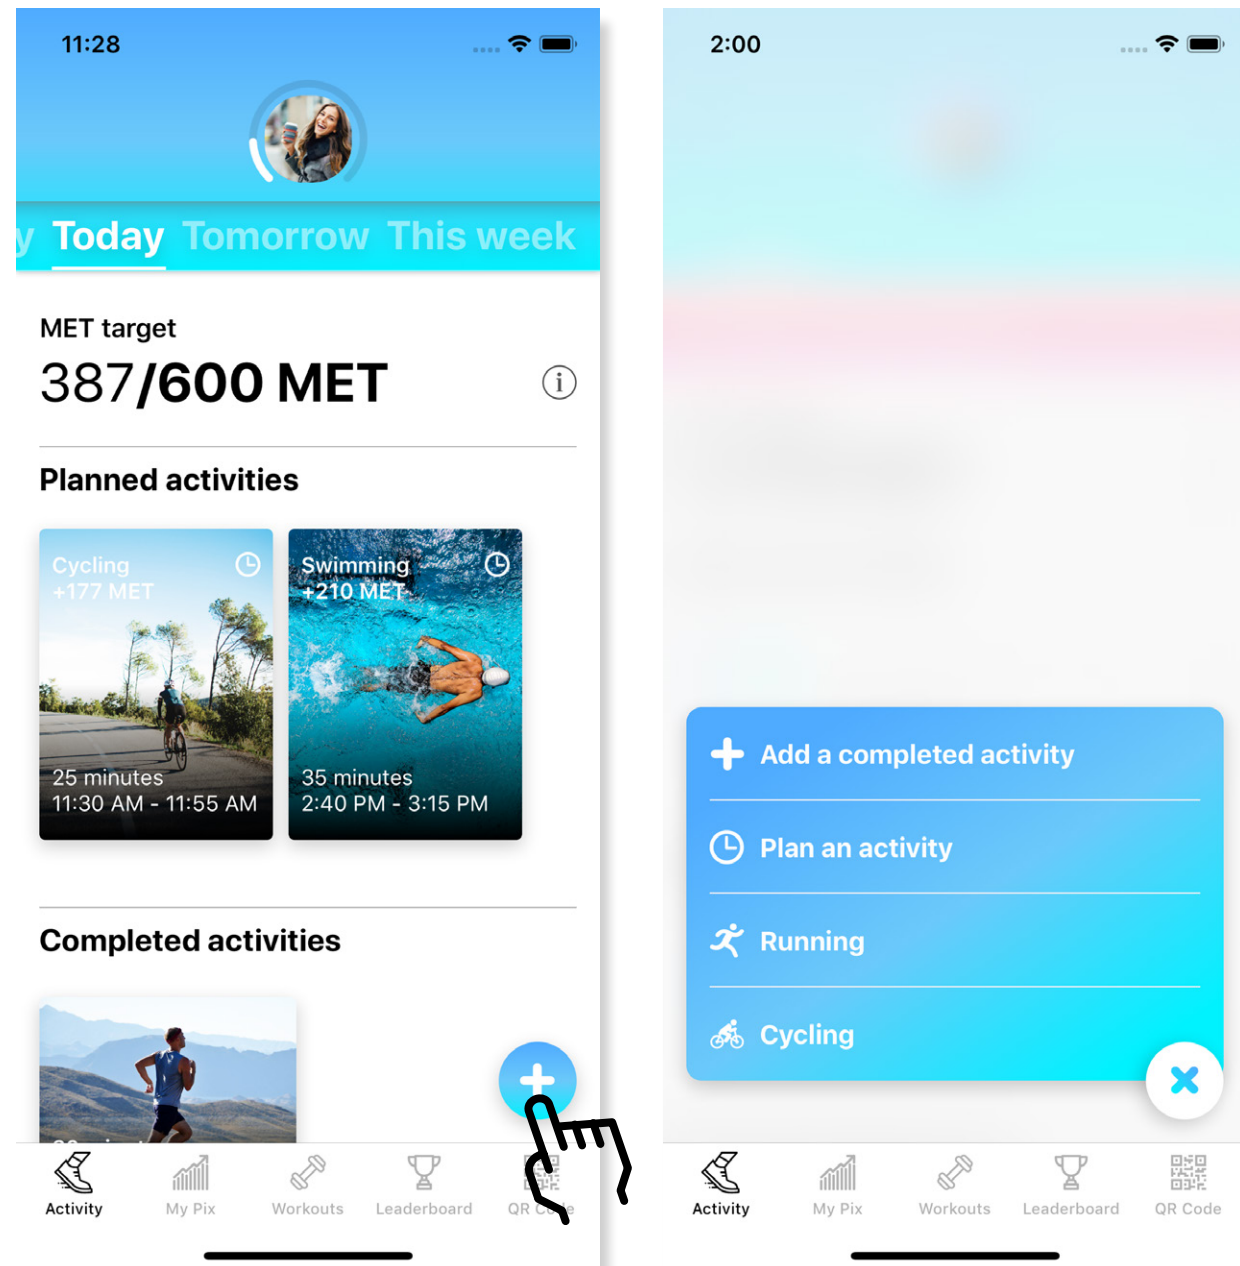 11:28
y Today Tomorrow This week
MET target
387/600 MET
i
Planned activities
Cycling
+177 MET
25 minutes
11:30 AM - 11:55 AM
Swimming
+210 MET
35 minutes
2:40 PM - 3:15 PM
Completed activities
Activity
My Pix
Workouts
Leaderboard
QR Code
2:00
Add a completed activity
Plan an activity
Running
Cycling
Activity
My Pix
Workouts
Leaderboard
QR Code